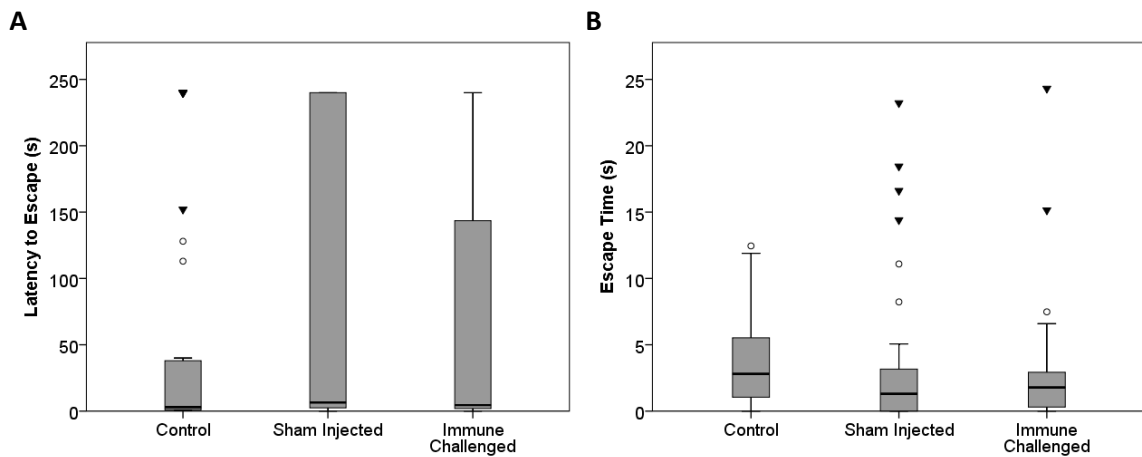 A
Latency to Escape (s)
250
200
150
100
50
0
Control
Sham Injected
Immune
Challenged
B
Escape Time (s)
25
20
15
10
5
0
Control
Sham Injected
Immune
Challenged